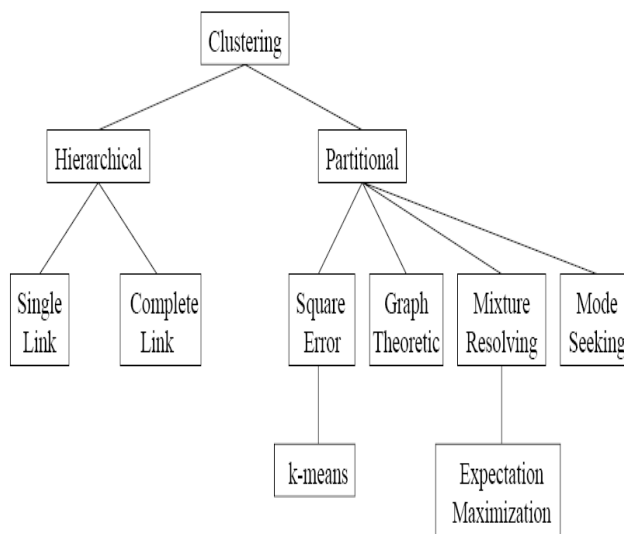 Clustering
Hierarchical
Partitional
Single
Link
Complete
Link
Square
Error
Graph
Theoretic
Mixture
Resolving
Mode
Seeking
k-means
Expectation
Maximization